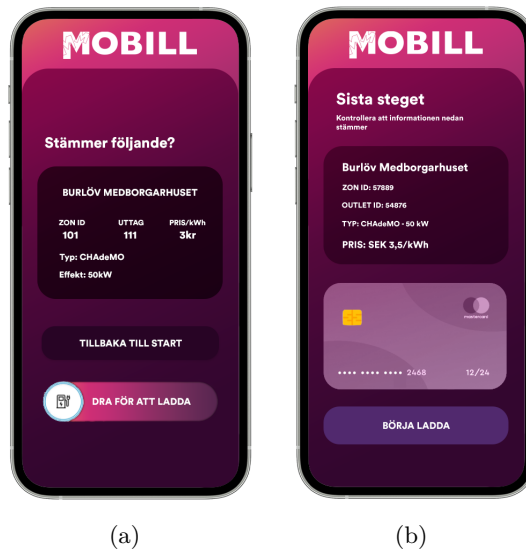 MOBILL
Stämmer följande?
BURLÖV MEDBORGARHUSET
ZON ID UTTAG PRIS/kWh
101 111 3kr
Typ: CHAdeMO
Effekt: 50kW
TILLBAKA TILL START
DRA FÖR ATT LADDA
(a)
MOBILL
Sista steget
Kontrollera att informationen nedan
stämmer
Burlöv Medborgarhuset
ZON ID: 57889
OUTLET ID: 54876
TYP: CHAdeMO - 50 kW
PRIS: SEK 3,5/kWh
mastercard
•••• •••• •••• 2468 12/24
BÖRJA LADDA
(b)